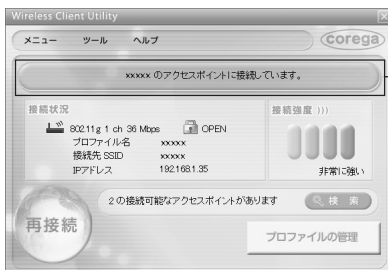 Wireless Client Utility
メニュー ツール ヘルプ
corega
xxxxx のアクセスポイントに接続しています。
接続状況
802.11g 1 ch 36 Mbps OPEN
プロファイル名 xxxxx
接続先 SSID xxxxx
IPアドレス 192.168.1.35
接続強度 )))
非常に強い
2 の接続可能なアクセスポイントがあります
検 索
再接続
プロファイルの管理